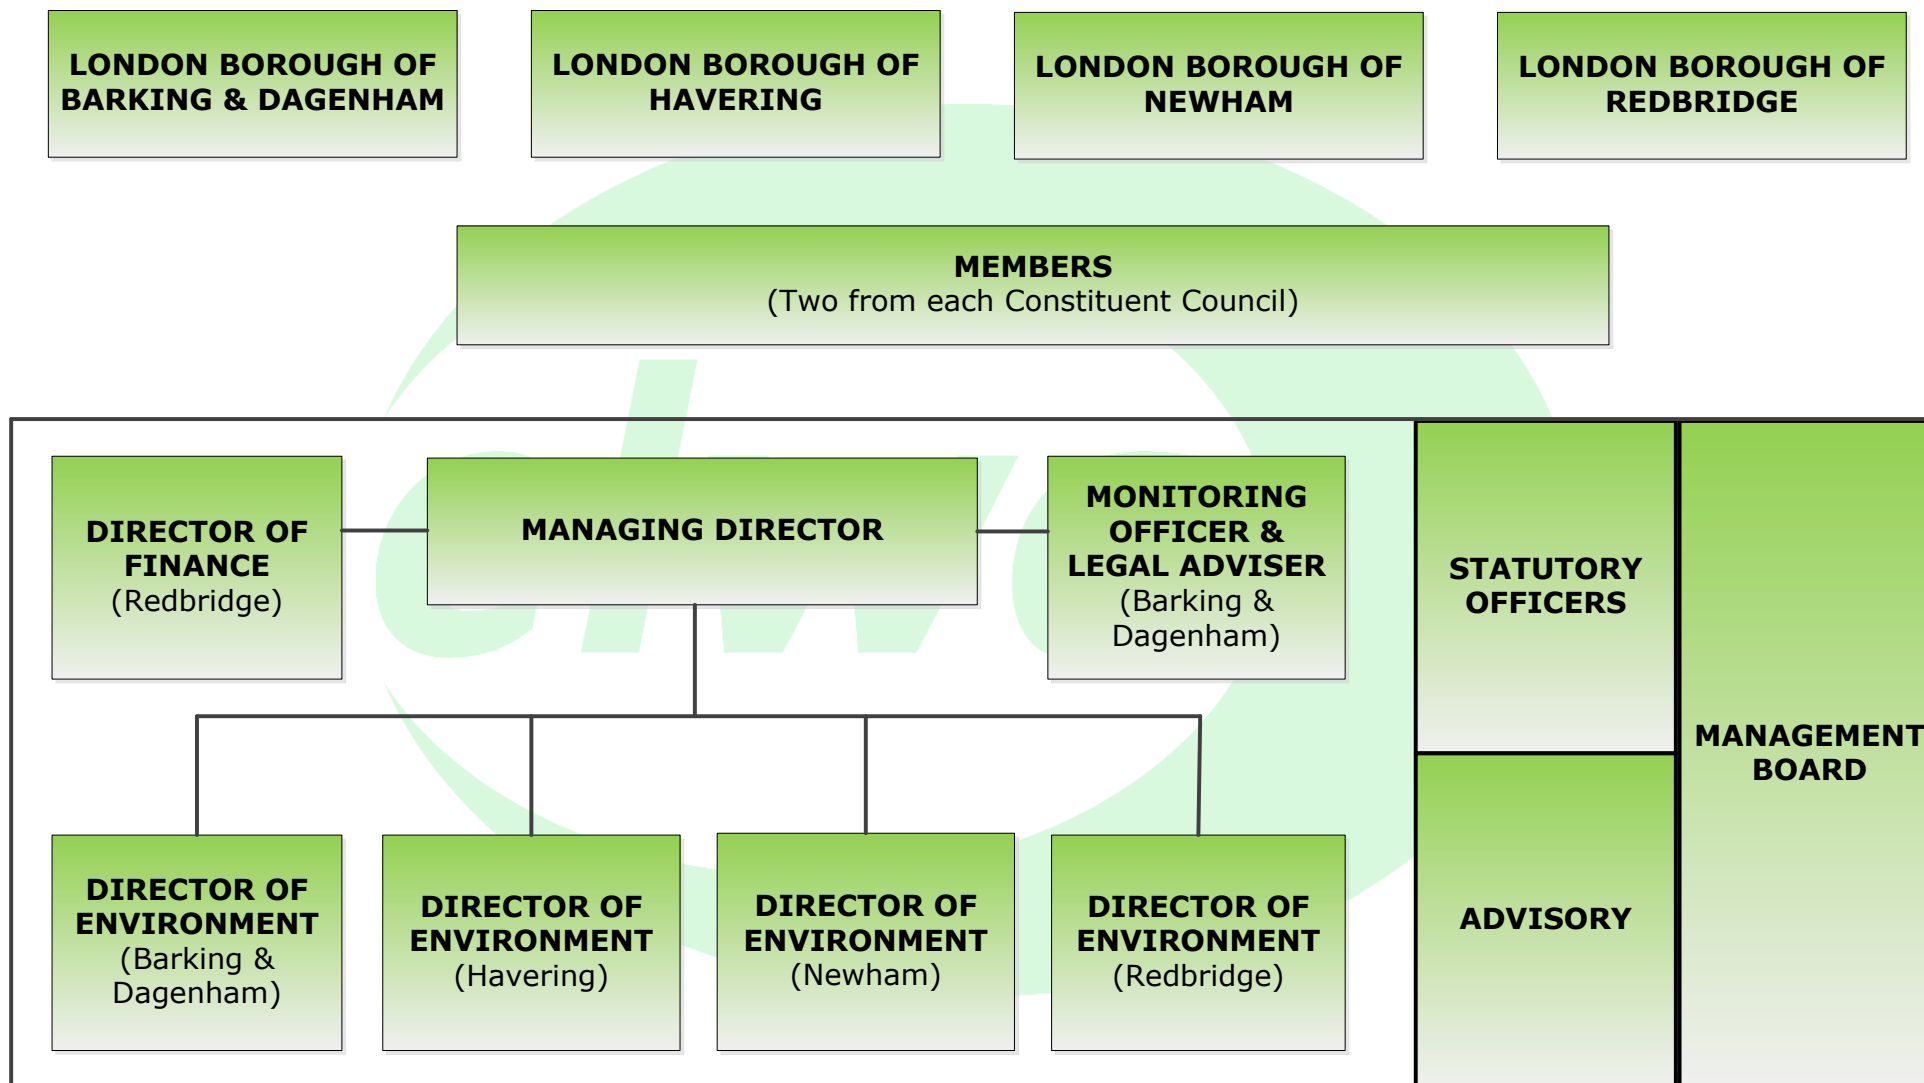 LONDON BOROUGH OF
BARKING & DAGENHAM
LONDON BOROUGH OF
HAVERING
LONDON BOROUGH OF
NEWHAM
LONDON BOROUGH OF
REDBRIDGE
MEMBERS
(Two from each Constituent Council)
DIRECTOR OF
FINANCE
(Redbridge)
MANAGING DIRECTOR
MONITORING
OFFICER &
LEGAL ADVISER
(Barking &
Dagenham)
STATUTORY
OFFICERS
MANAGEMENT
BOARD
DIRECTOR OF
ENVIRONMENT
(Barking &
Dagenham)
DIRECTOR OF
ENVIRONMENT
(Havering)
DIRECTOR OF
ENVIRONMENT
(Newham)
DIRECTOR OF
ENVIRONMENT
(Redbridge)
ADVISORY
elwa